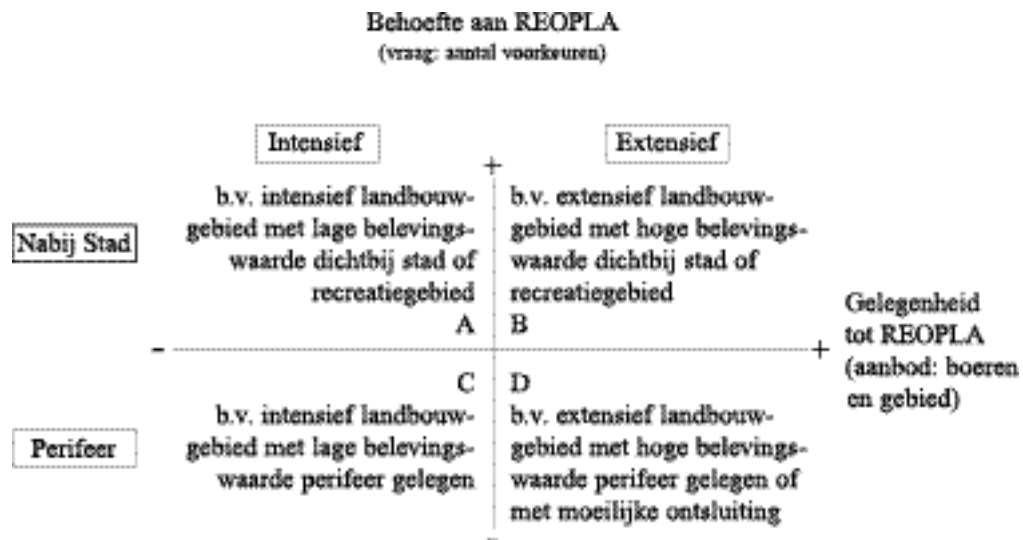 Behoefte aan REOPLA
(vraag: aantal voorkeuren)
Intensief
Extensief
+
Nabij Stad
b.v. intensief landbouw-
gebied met lage belevings-
waarde dichtbij stad of
recreatiegebied
A
b.v. extensief landbouw-
gebied met hoge belevings-
waarde dichtbij stad of
recreatiegebied
B
-
+
Gelegenheid
tot REOPLA
(aanbod: boeren
en gebied)
Perifeer
C
b.v. intensief landbouw-
gebied met lage belevings-
waarde perifeer gelegen
D
b.v. extensief landbouw-
gebied met hoge belevings-
waarde perifeer gelegen of
met moeilijke ontsluiting
-